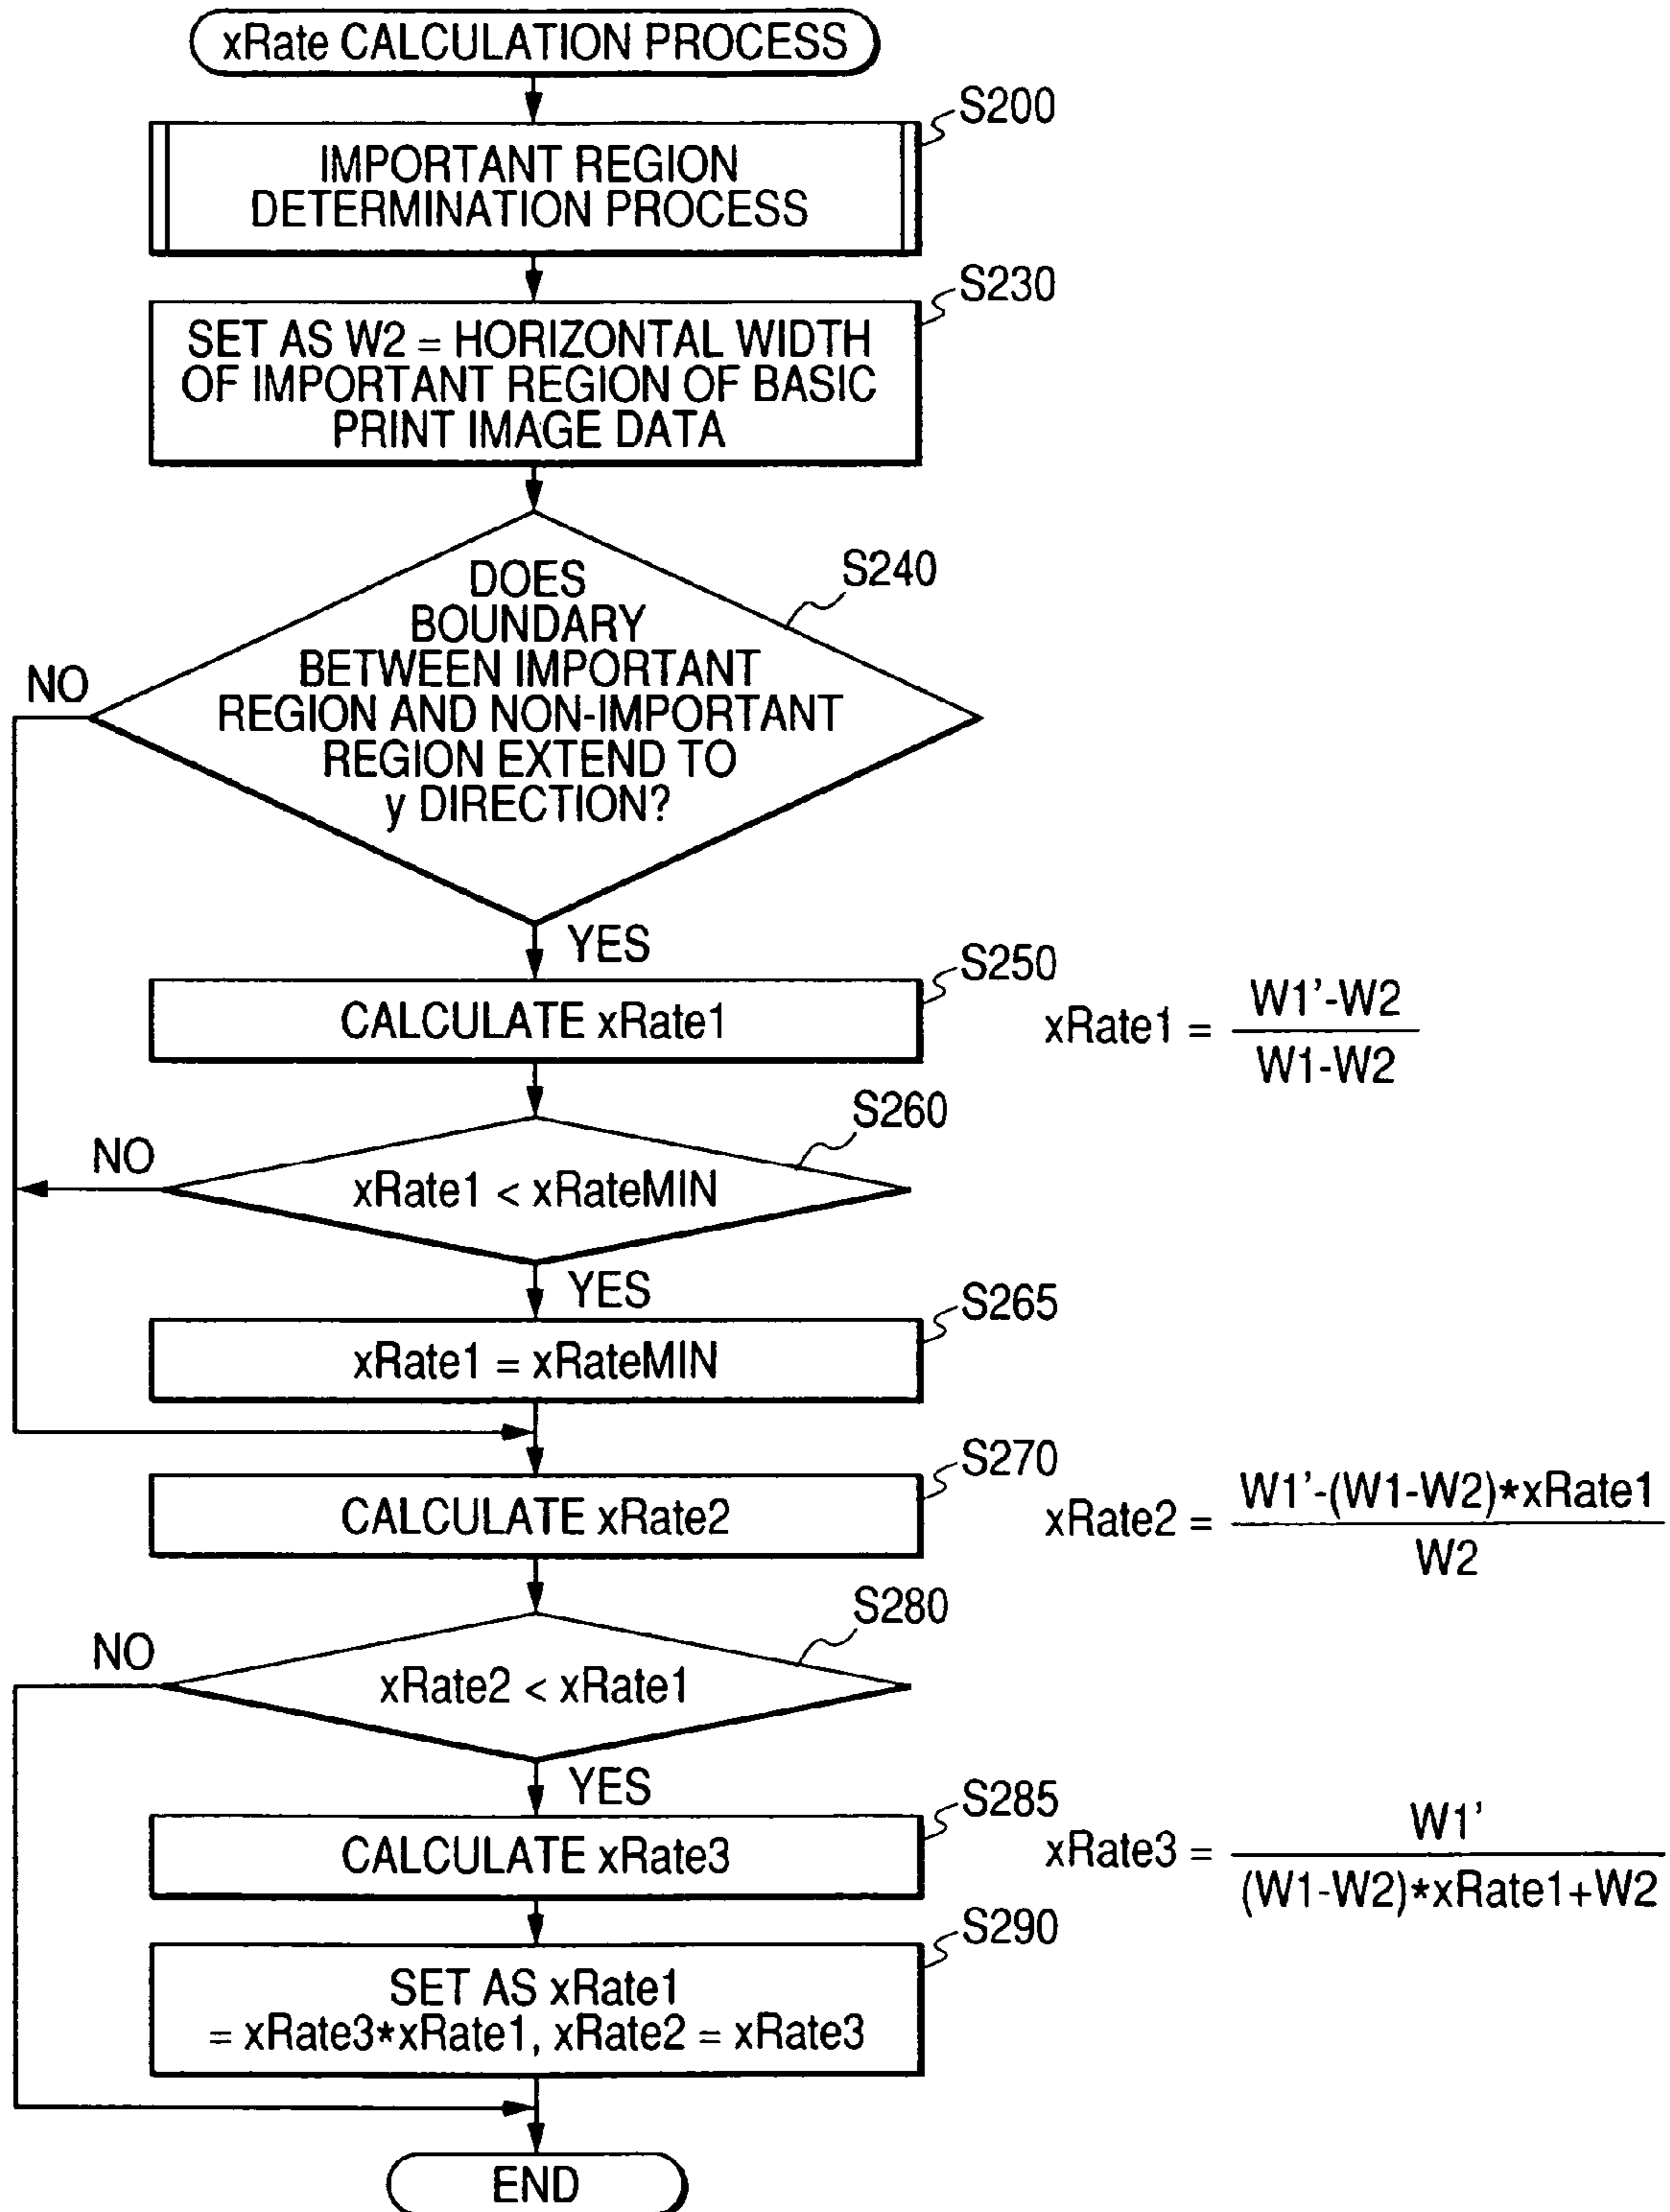 xRate CALCULATION PROCESS
S200
IMPORTANT REGION
DETERMINATION PROCESS
S230
SET AS W2 = HORIZONTAL WIDTH
OF IMPORTANT REGION OF BASIC
PRINT IMAGE DATA
S240
DOES
BOUNDARY
BETWEEN IMPORTANT
REGION AND NON-IMPORTANT
REGION EXTEND TO
y DIRECTION?
NO
YES
S250
CALCULATE xRate1
xRate1 = W1'-W2
W1-W2
S260
NO
xRate1 < xRateMIN
YES
S265
xRate1 = xRateMIN
S270
CALCULATE xRate2
xRate2 = W1'-(W1-W2)*xRate1
W2
S280
NO
xRate2 < xRate1
YES
S285
CALCULATE xRate3
xRate3 = W1'
(W1-W2)*xRate1+W2
S290
SET AS xRate1
= xRate3*xRate1, xRate2 = xRate3
END